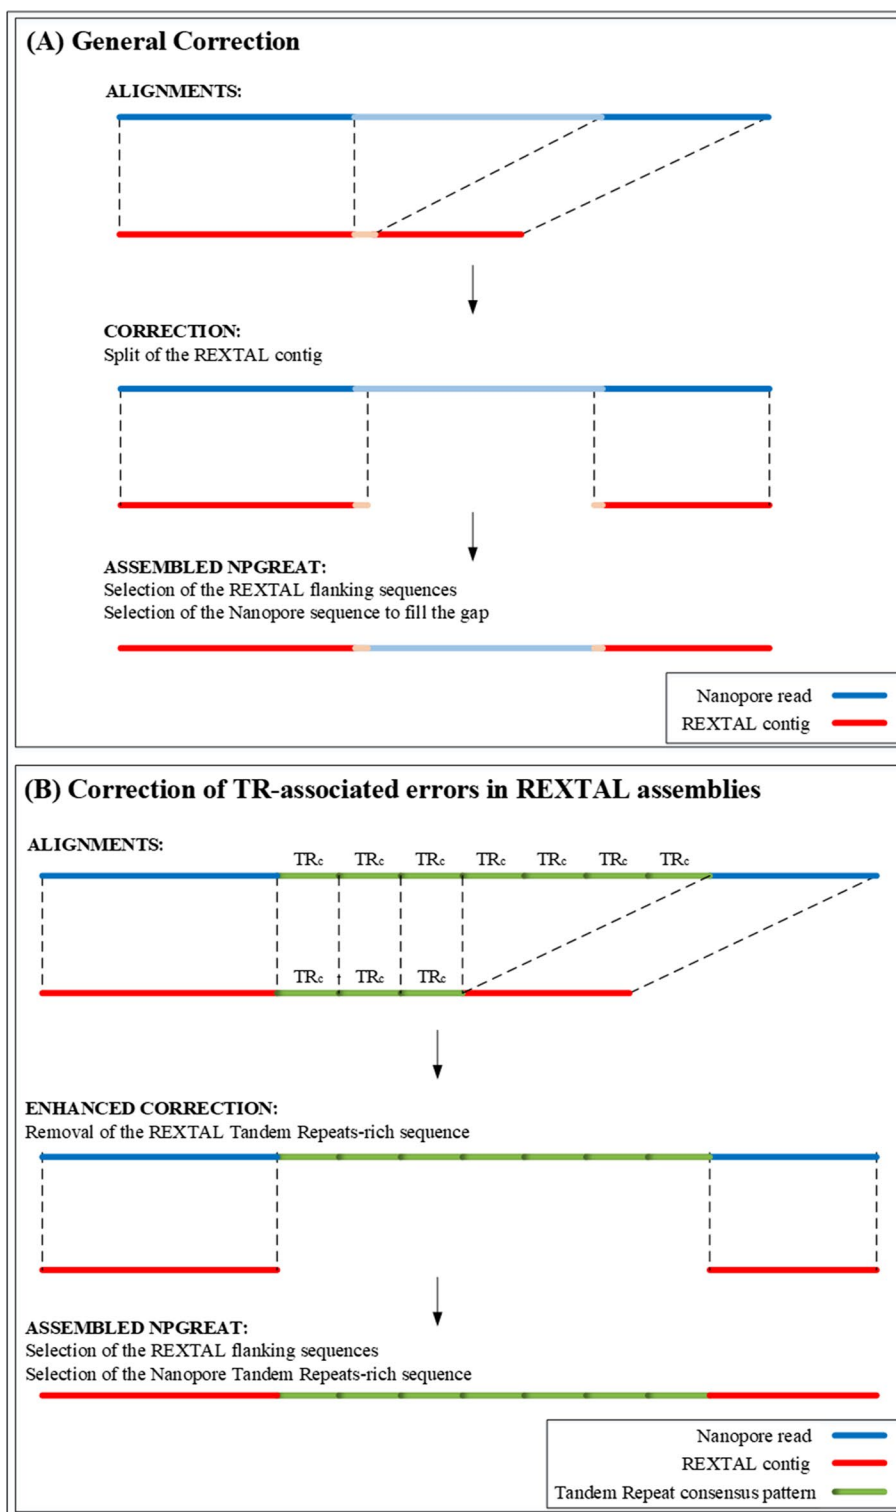 (A) General Correction
ALIGNMENTS:
CORRECTION:
Split of the REXTAL contig
ASSEMBLED NPGREAT:
Selection of the REXTAL flanking sequences
Selection of the Nanopore sequence to fill the gap
Nanopore read
REXTAL contig
(B) Correction of TR-associated errors in REXTAL assemblies
ALIGNMENTS:
TRc TRc TRc TRc TRc TRc TRc
TRc TRc TRc
ENHANCED CORRECTION:
Removal of the REXTAL Tandem Repeats-rich sequence
ASSEMBLED NPGREAT:
Selection of the REXTAL flanking sequences
Selection of the Nanopore Tandem Repeats-rich sequence
Nanopore read
REXTAL contig
Tandem Repeat consensus pattern